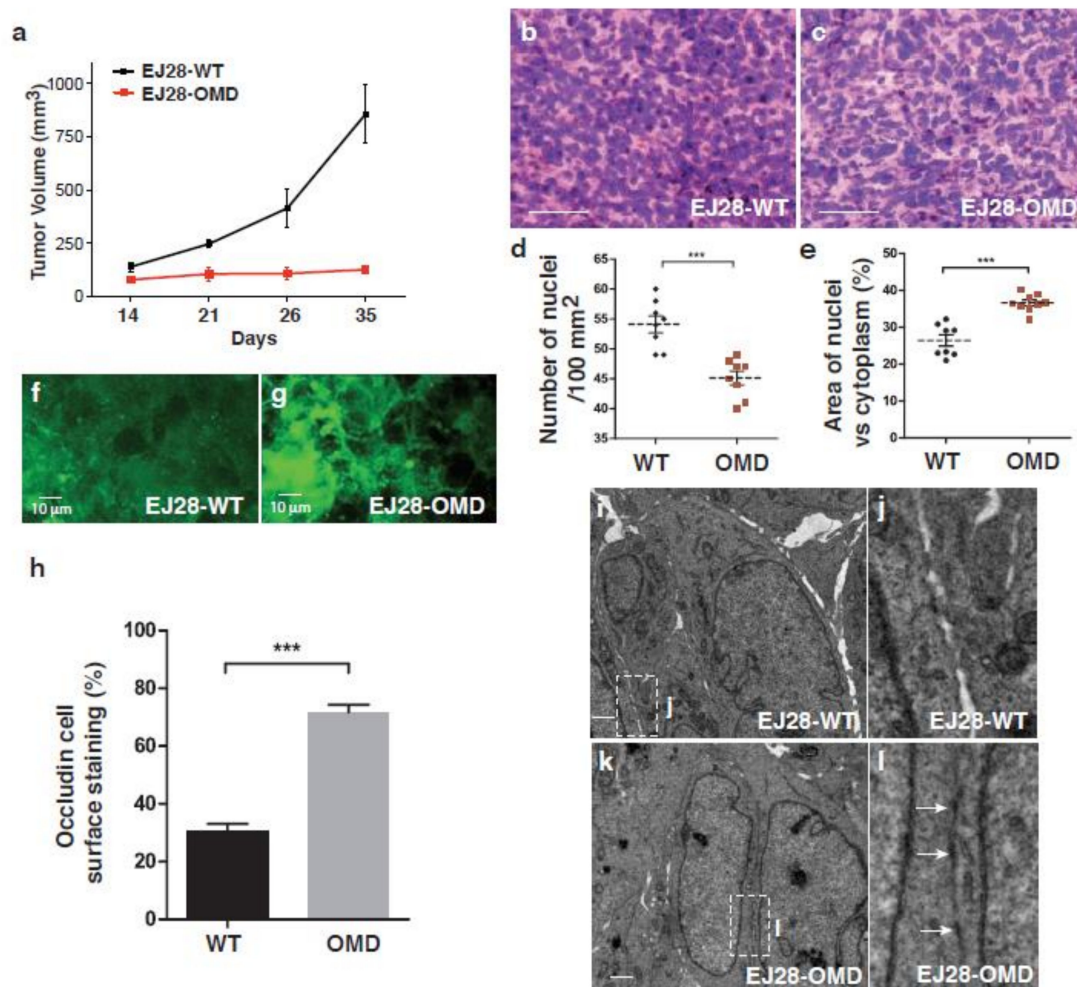 a
EJ28-WT
EJ28-OMD
Tumor Volume (mm3)
1000
750
500
250
0
14 21 26 35
Days
b
EJ28-WT
c
EJ28-OMD
d
***
Number of nuclei
/100 mm2
65
60
55
50
45
40
35
WT OMD
e
***
Area of nuclei
vs cytoplasm (%)
50
40
30
20
10
0
WT OMD
f
10 µm
EJ28-WT
g
10 µm
EJ28-OMD
h
***
Occludin cell
surface staining (%)
100
80
60
40
20
0
WT OMD
i
j
EJ28-WT
j
EJ28-WT
k
l
EJ28-OMD
l
EJ28-OMD